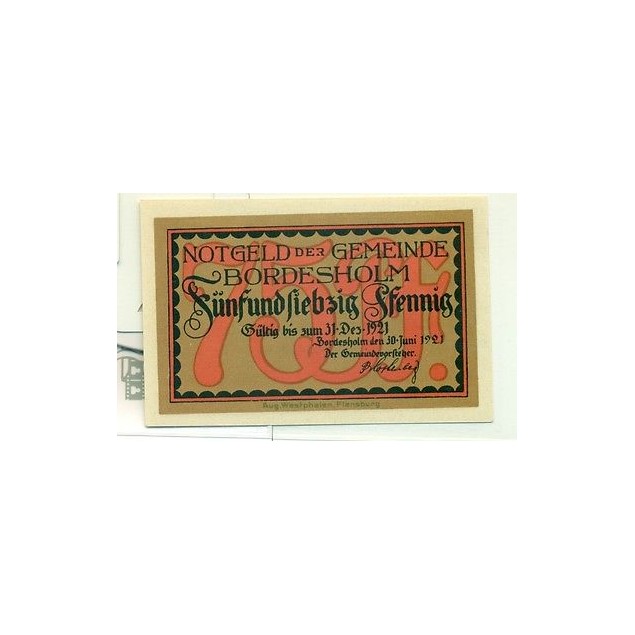 NOTGELD DER GEMEINDE
BORDESHOLM
Fünfundsiebzig Pfennig
75 Pf.
Gültig bis zum 31. Dez. 1921
Bordesholm den 30. Juni 1921
Der Gemeindevorsteher.
Aug. Westphalen Flensburg